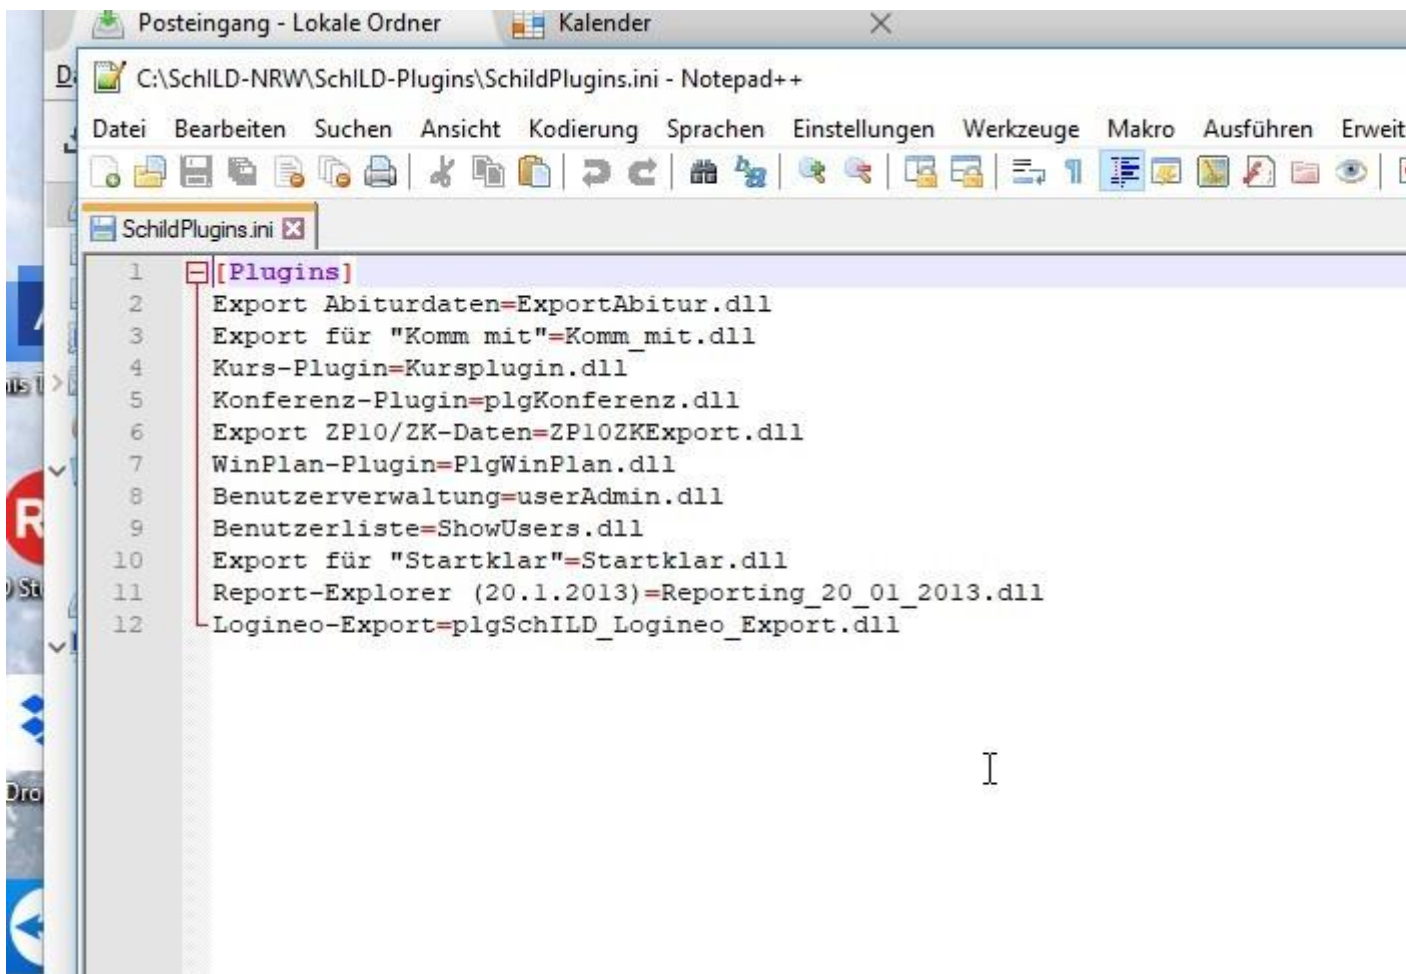 Posteingang - Lokale Ordner
Kalender
C:\SchILD-NRW\SchILD-Plugins\SchildPlugins.ini - Notepad++
Datei Bearbeiten Suchen Ansicht Kodierung Sprachen Einstellungen Werkzeuge Makro Ausführen Erweit
SchildPlugins.ini
1 [Plugins]
2 Export Abiturdaten=ExportAbitur.dll
3 Export für "Komm mit"=Komm_mit.dll
4 Kurs-Plugin=Kursplugin.dll
5 Konferenz-Plugin=plgKonferenz.dll
6 Export ZP10/ZK-Daten=ZP10ZKExport.dll
7 WinPlan-Plugin=PlgWinPlan.dll
8 Benutzerverwaltung=userAdmin.dll
9 Benutzerliste=ShowUsers.dll
10 Export für "Startklar"=Startklar.dll
11 Report-Explorer (20.1.2013)=Reporting_20_01_2013.dll
12 Logineo-Export=plgSchILD_Logineo_Export.dll
R
Dro